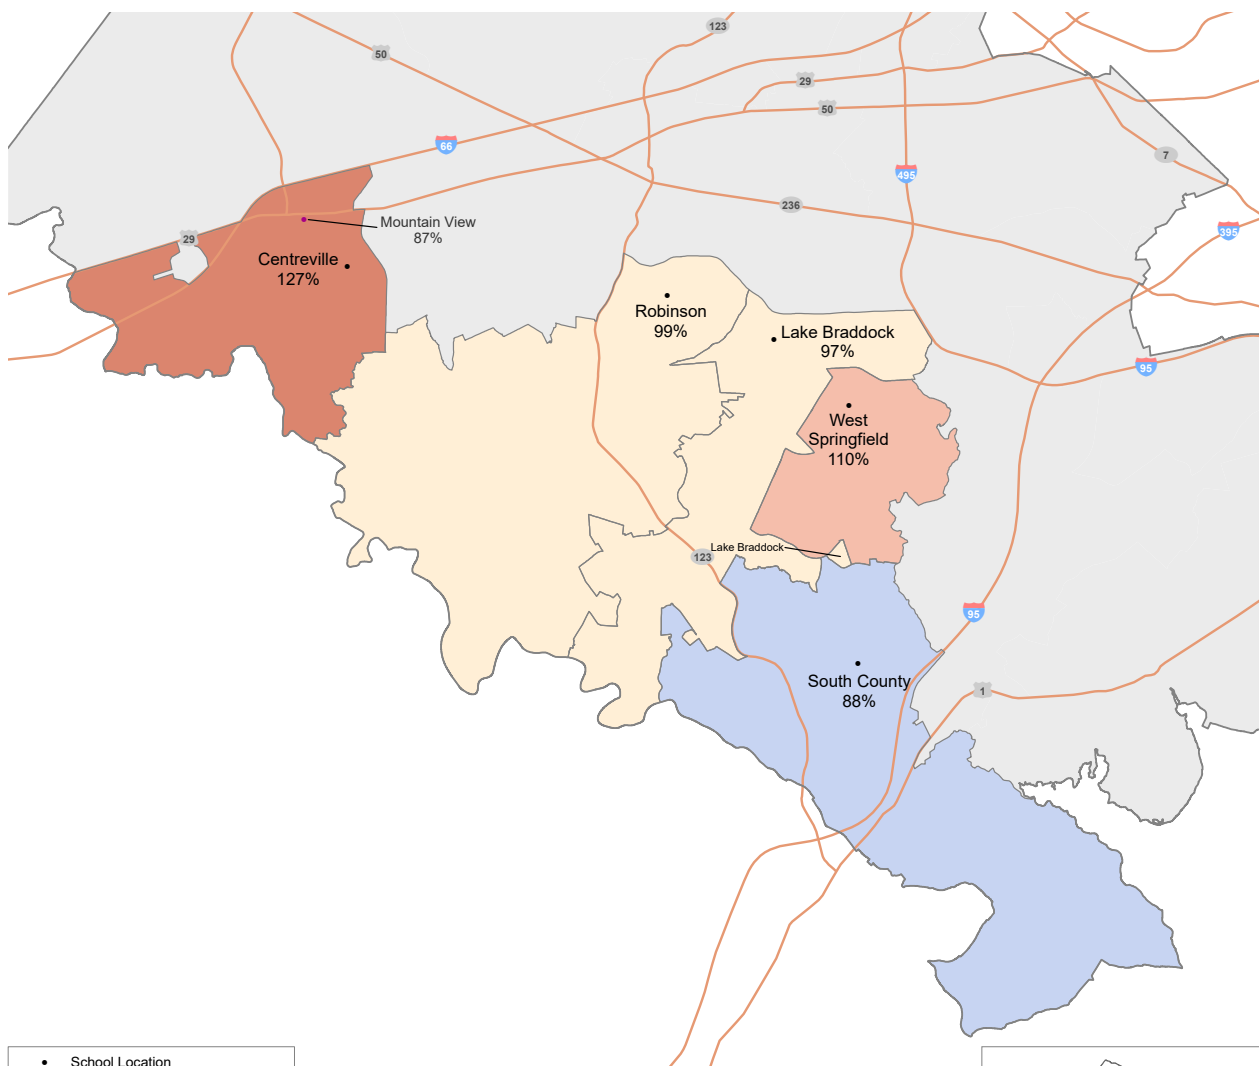 123
50
29
50
66
7
495
236
Mountain View
87%
395
29
Centreville
127%
Robinson
99%
Lake Braddock
97%
95
West
Springfield
110%
Lake Braddock
123
95
South County
88%
1
School Location